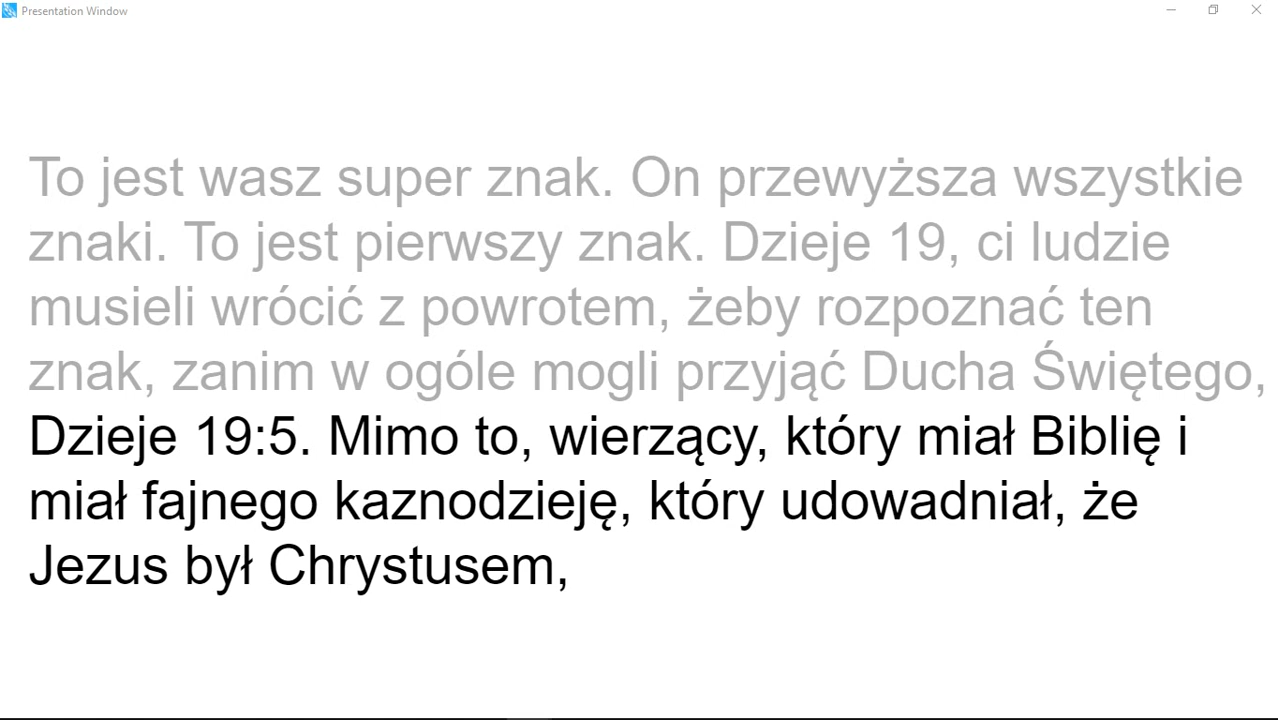 Presentation Window
To jest wasz super znak. On przewyższa wszystkie
znaki. To jest pierwszy znak. Dzieje 19, ci ludzie
musieli wrócić z powrotem, żeby rozpoznać ten
znak, zanim w ogóle mogli przyjąć Ducha Świętego,
Dzieje 19:5. Mimo to, wierzący, który miał Biblię i
miał fajnego kaznodzieję, który udowadniał, że
Jezus był Chrystusem,